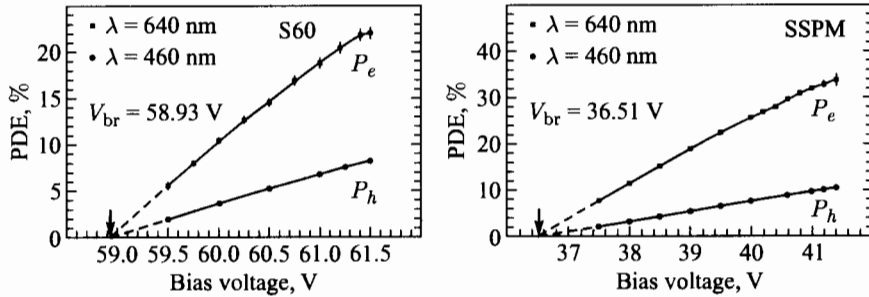 λ = 640 nm
λ = 460 nm
S60
P_e
V_br = 58.93 V
P_h
PDE, %
20
15
10
5
0
59.0 59.5 60.0 60.5 61.0 61.5
Bias voltage, V
λ = 640 nm
λ = 460 nm
SSPM
P_e
V_br = 36.51 V
P_h
PDE, %
40
30
20
10
0
37 38 39 40 41
Bias voltage, V